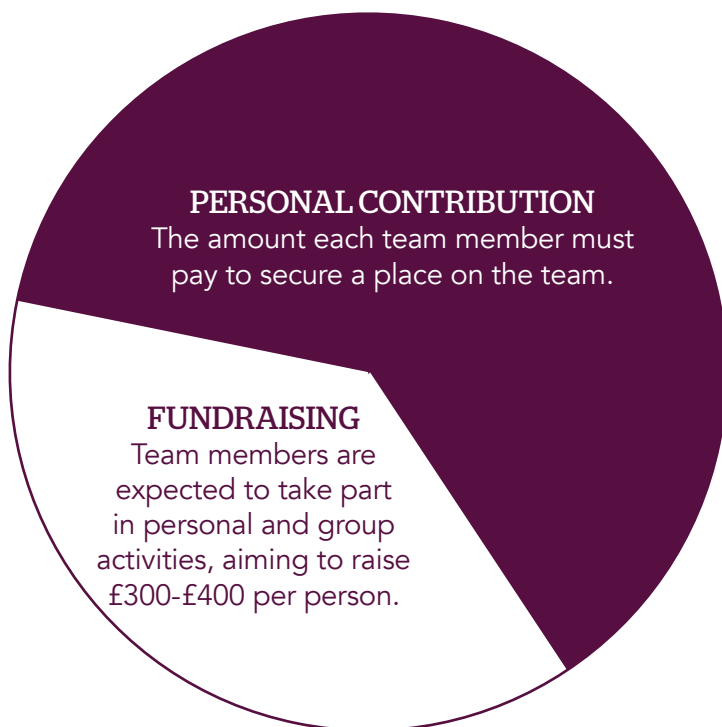 PERSONAL CONTRIBUTION
The amount each team member must
pay to secure a place on the team.
FUNDRAISING
Team members are
expected to take part
in personal and group
activities, aiming to raise
£300-£400 per person.